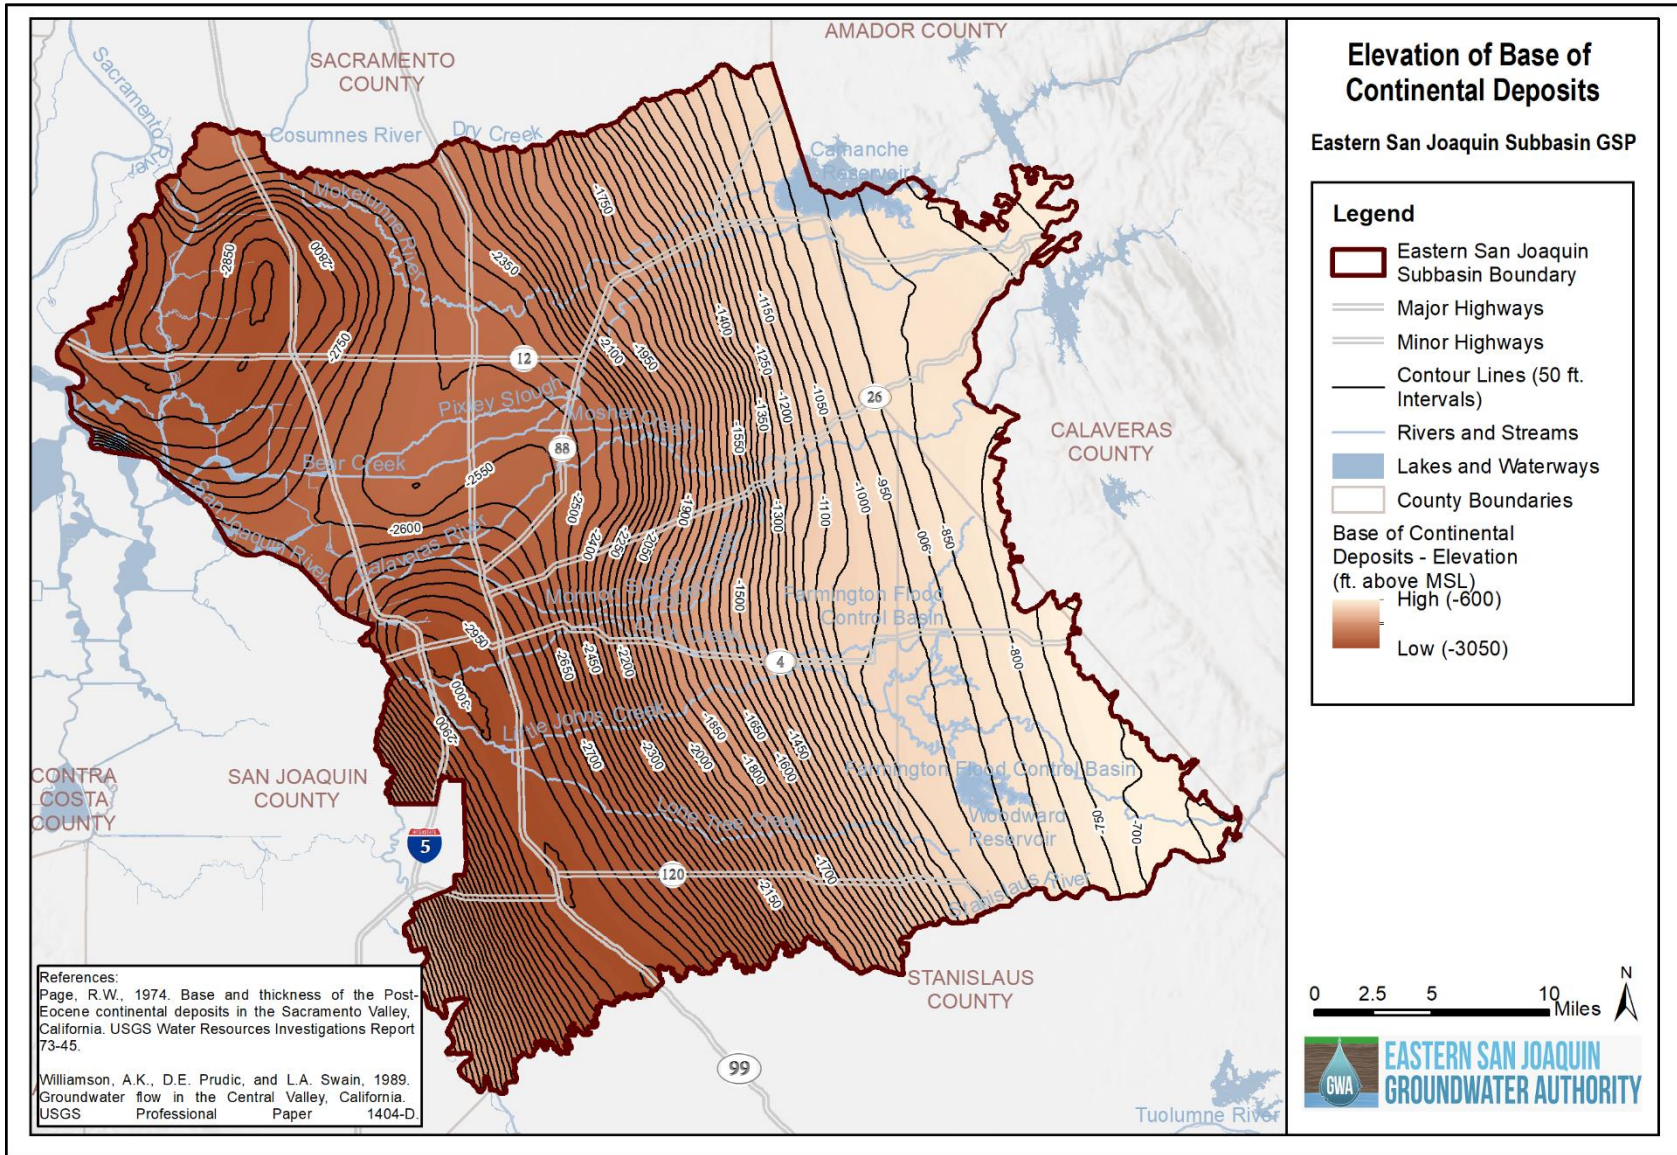 Elevation of Base of
Continental Deposits
Eastern San Joaquin Subbasin GSP
Legend
Eastern San Joaquin
Subbasin Boundary
Major Highways
Minor Highways
Contour Lines (50 ft.
Intervals)
Rivers and Streams
Lakes and Waterways
County Boundaries
Base of Continental
Deposits - Elevation
(ft. above MSL)
High (-600)
Low (-3050)
0 2.5 5 10
Miles
N
GWA
EASTERN SAN JOAQUIN
GROUNDWATER AUTHORITY
AMADOR COUNTY
SACRAMENTO
COUNTY
Sacramento
River
Cosumnes River
Dry Creek
Camanche
Reservoir
Mokelumne
River
-1750
-2850
-2800
-2350
-2750
-1400
-1150
-2100
-1950
-1250
12
-1200
-1050
-1350
26
Pixley Slough
Mosher Creek
CALAVERAS
COUNTY
-1550
88
Bear Creek
-2550
-950
-1000
-1900
-1300
-1100
-2500
San Joaquin River
-2600
-850
-900
-2400
-2250
-2050
Calaveras River
Mormon Slough
-1500
Farmington Flood
Control Basin
-2950
Creek
-2650
-2450
-2200
4
-800
-3000
-2900
Little Johns Creek
-1850
-1650
-1450
-2700
-2300
-2000
-1800
-1600
Farmington Flood Control Basin
CONTRA
COSTA
COUNTY
SAN JOAQUIN
COUNTY
Lone Tree Creek
Woodward
Reservoir
-750
-700
INTERSTATE
5
120
-1700
-2150
Stanislaus River
STANISLAUS
COUNTY
99
Tuolumne River
References:
Page, R.W., 1974. Base and thickness of the Post-
Eocene continental deposits in the Sacramento Valley,
California. USGS Water Resources Investigations Report
73-45.
Williamson, A.K., D.E. Prudic, and L.A. Swain, 1989.
Groundwater flow in the Central Valley, California.
USGS Professional Paper 1404-D.